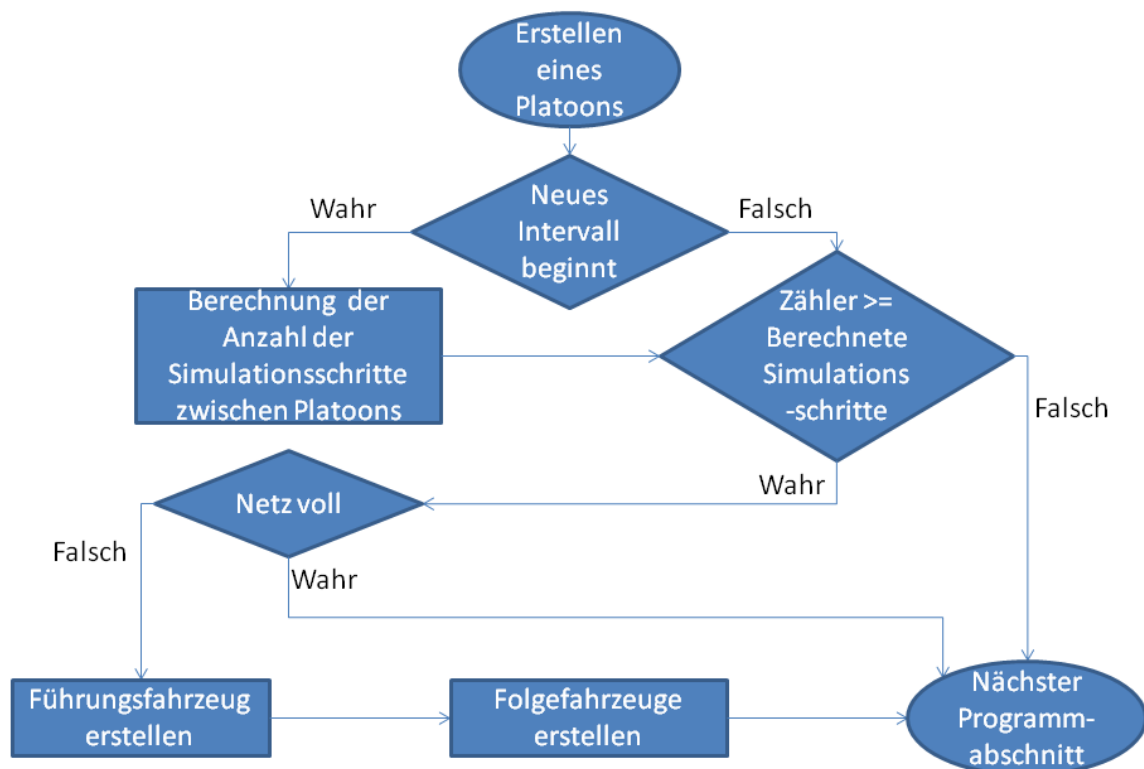 Erstellen
eines
Platoons
Neues
Intervall
beginnt
Wahr
Falsch
Berechnung der
Anzahl der
Simulationsschritte
zwischen Platoons
Zähler >=
Berechnete
Simulations
-schritte
Falsch
Wahr
Netz voll
Falsch
Wahr
Führungsfahrzeug
erstellen
Folgefahrzeuge
erstellen
Nächster
Programm-
abschnitt